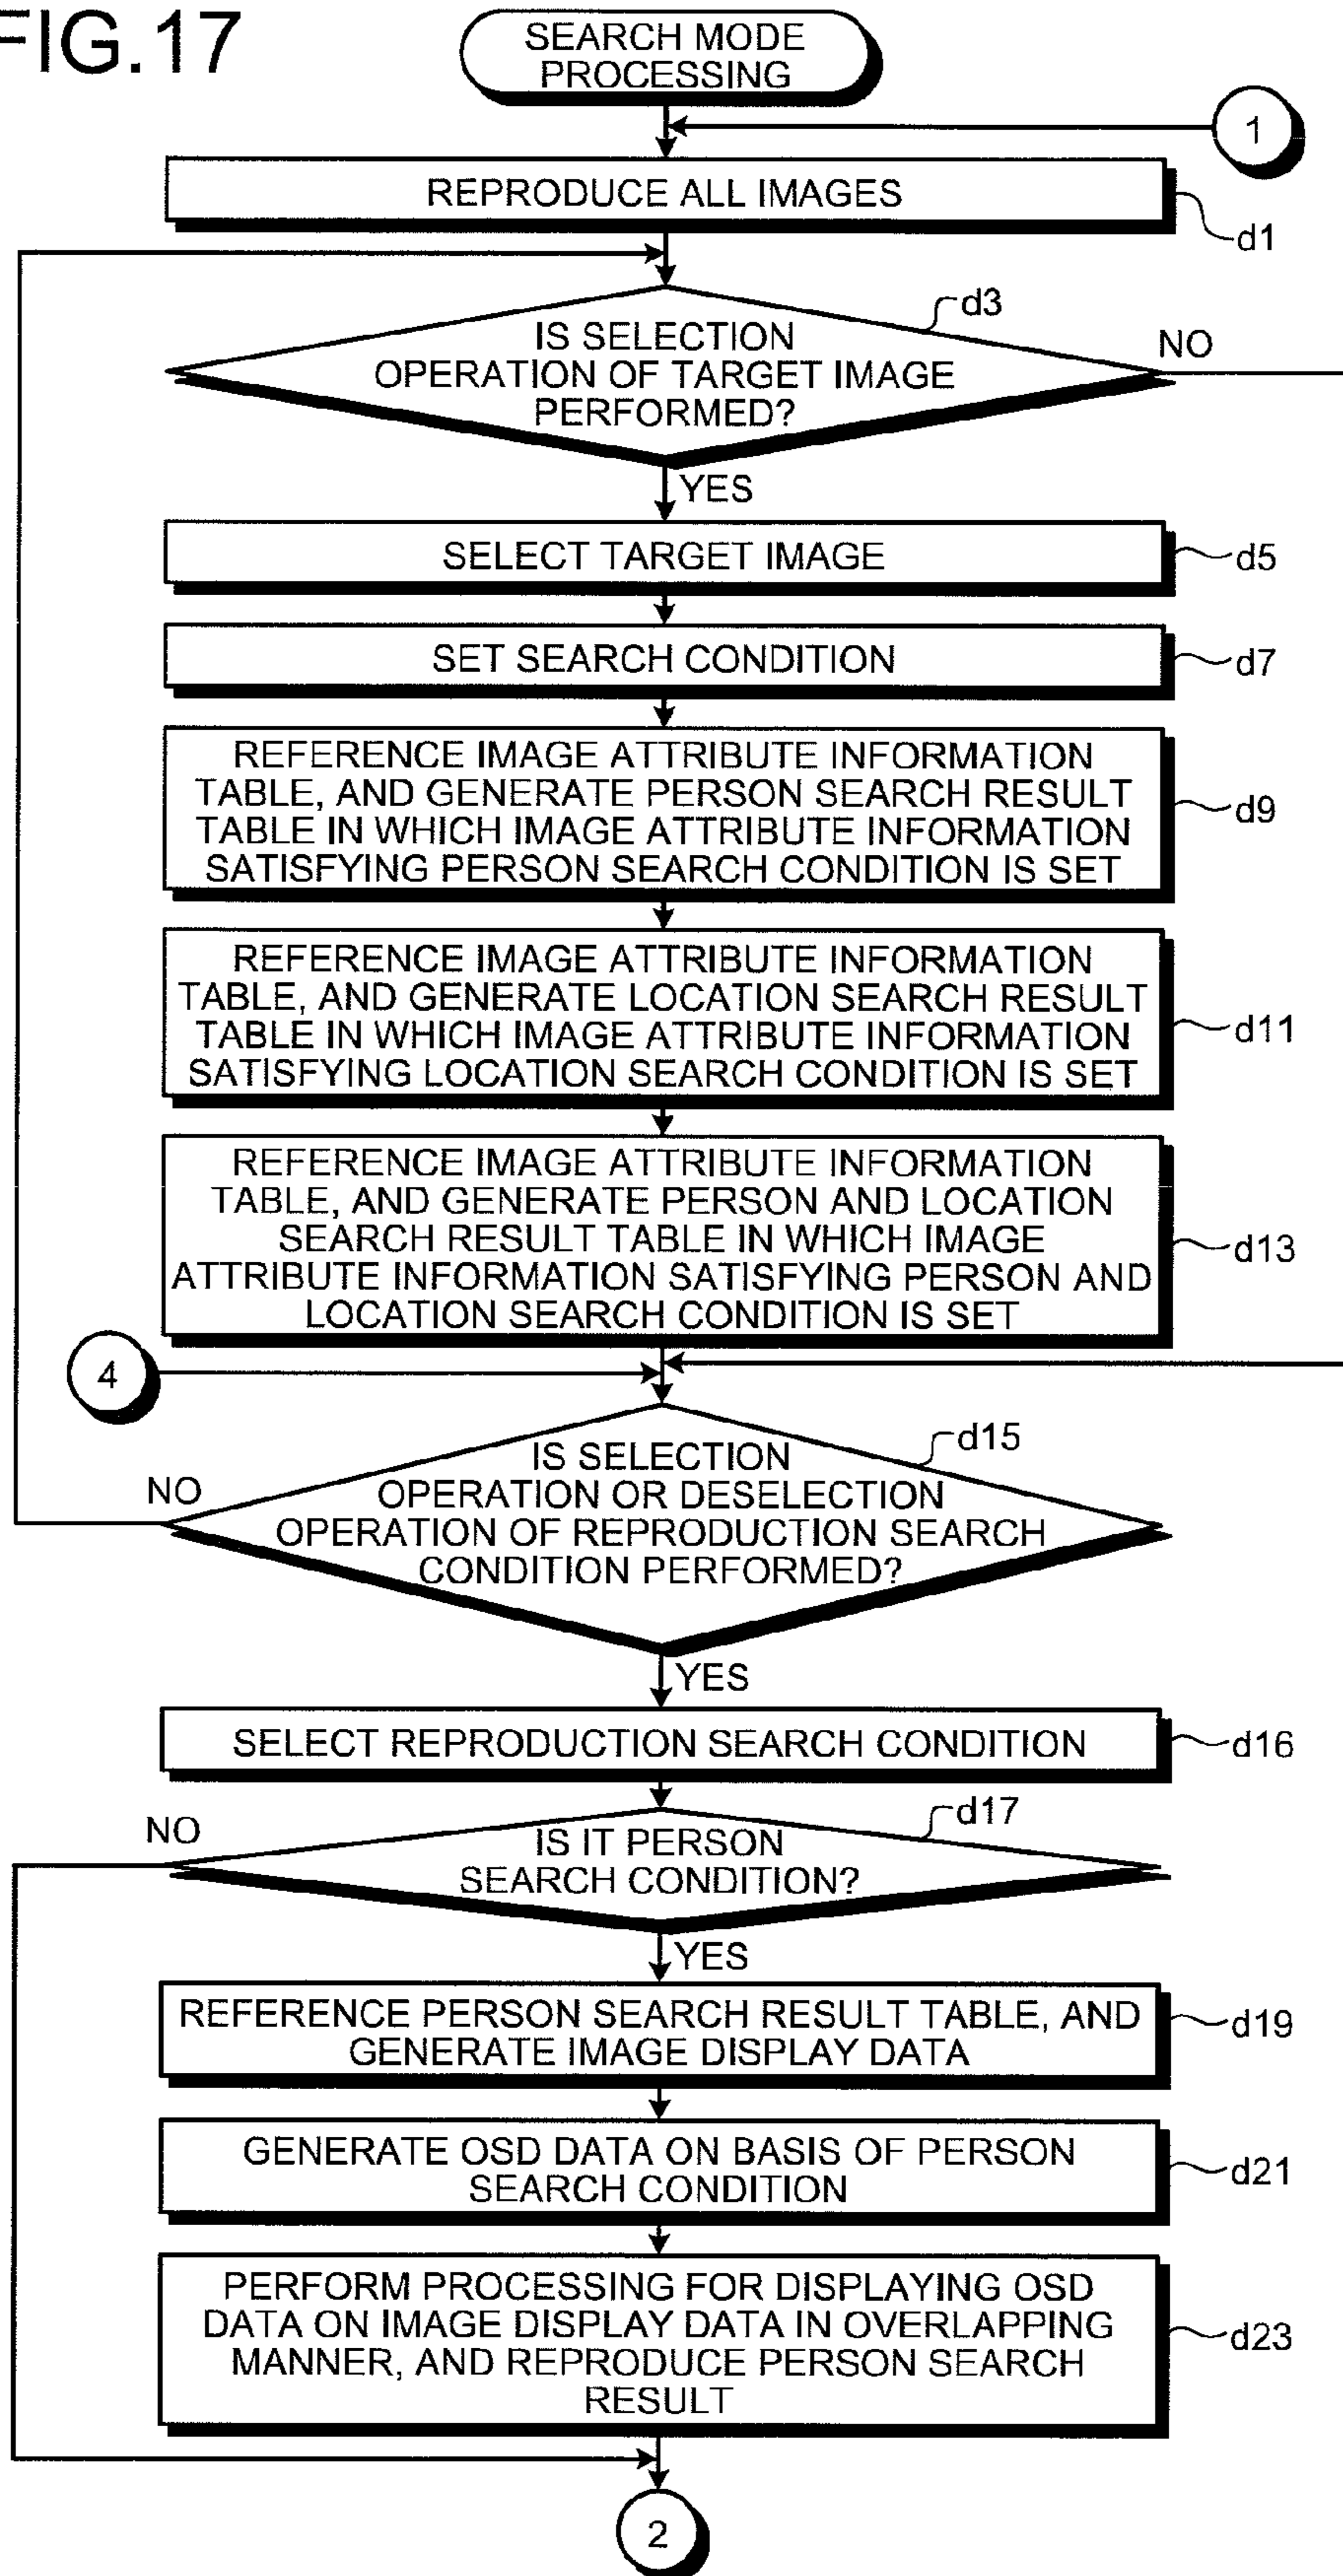 FIG.17
SEARCH MODE
PROCESSING
1
REPRODUCE ALL IMAGES
d1
d3
IS SELECTION
OPERATION OF TARGET IMAGE
PERFORMED?
NO
YES
SELECT TARGET IMAGE
d5
SET SEARCH CONDITION
d7
REFERENCE IMAGE ATTRIBUTE INFORMATION
TABLE, AND GENERATE PERSON SEARCH RESULT
TABLE IN WHICH IMAGE ATTRIBUTE INFORMATION
SATISFYING PERSON SEARCH CONDITION IS SET
d9
REFERENCE IMAGE ATTRIBUTE INFORMATION
TABLE, AND GENERATE LOCATION SEARCH RESULT
TABLE IN WHICH IMAGE ATTRIBUTE INFORMATION
SATISFYING LOCATION SEARCH CONDITION IS SET
d11
REFERENCE IMAGE ATTRIBUTE INFORMATION
TABLE, AND GENERATE PERSON AND LOCATION
SEARCH RESULT TABLE IN WHICH IMAGE
ATTRIBUTE INFORMATION SATISFYING PERSON AND
LOCATION SEARCH CONDITION IS SET
d13
4
d15
IS SELECTION
OPERATION OR DESELECTION
OPERATION OF REPRODUCTION SEARCH
CONDITION PERFORMED?
NO
YES
SELECT REPRODUCTION SEARCH CONDITION
d16
d17
NO
IS IT PERSON
SEARCH CONDITION?
YES
REFERENCE PERSON SEARCH RESULT TABLE, AND
GENERATE IMAGE DISPLAY DATA
d19
GENERATE OSD DATA ON BASIS OF PERSON
SEARCH CONDITION
d21
PERFORM PROCESSING FOR DISPLAYING OSD
DATA ON IMAGE DISPLAY DATA IN OVERLAPPING
MANNER, AND REPRODUCE PERSON SEARCH
RESULT
d23
2